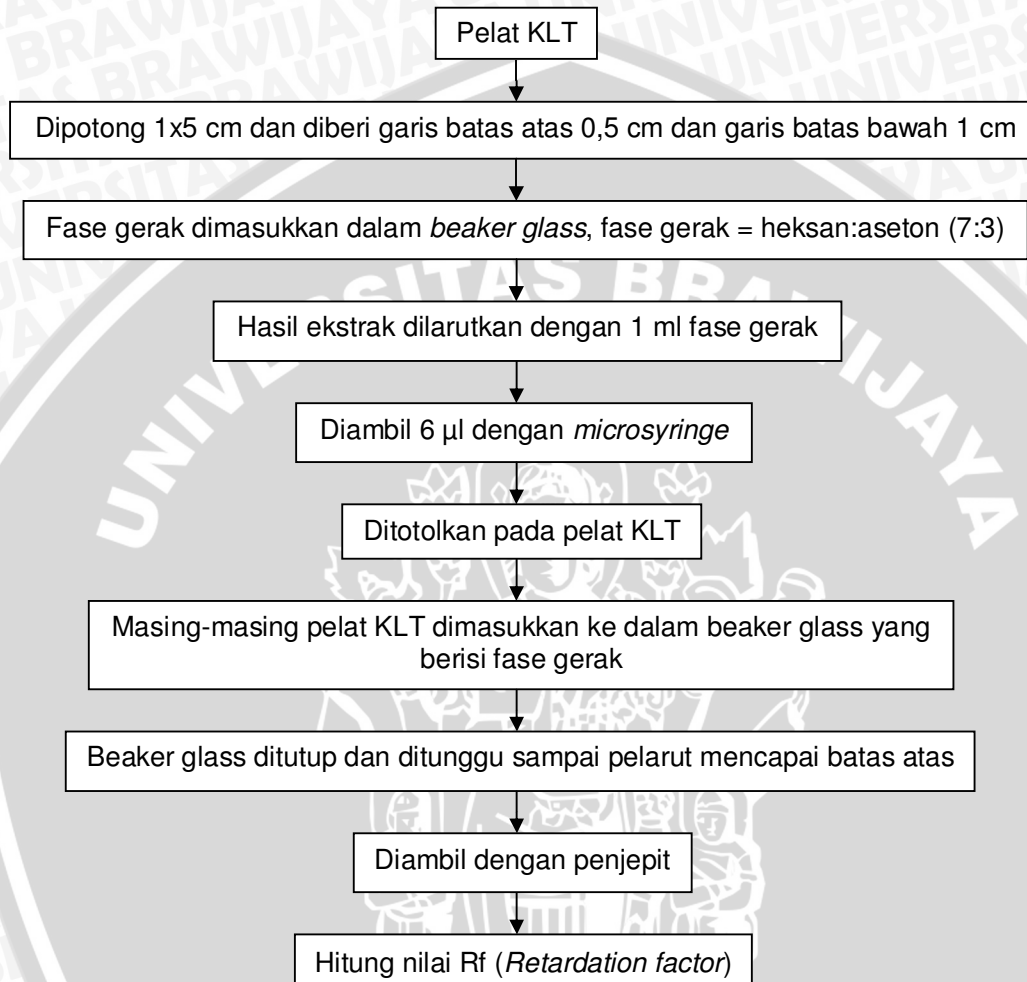 Pelat KLT
Dipotong 1x5 cm dan diberi garis batas atas 0,5 cm dan garis batas bawah 1 cm
Fase gerak dimasukkan dalam beaker glass, fase gerak = heksan:aseton (7:3)
Hasil ekstrak dilarutkan dengan 1 ml fase gerak
Diambil 6 µl dengan microsyringe
Ditotolkan pada pelat KLT
Masing-masing pelat KLT dimasukkan ke dalam beaker glass yang
berisi fase gerak
Beaker glass ditutup dan ditunggu sampai pelarut mencapai batas atas
Diambil dengan penjepit
Hitung nilai Rf (Retardation factor)
UNIVERSITAS BRAWIJAYA